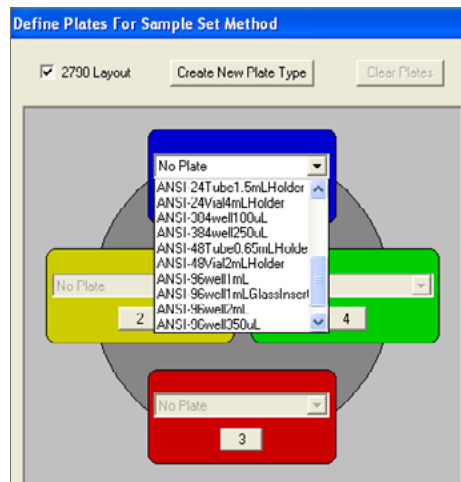 Define Plates For Sample Set Method
2790 Layout
Create New Plate Type
Clear Plates
No Plate
ANSI-24Tube1.5mLHolder
ANSI-24Vial4mLHolder
ANSI-384well100uL
ANSI-384well250uL
ANSI-48Tube0.65mLHolde
ANSI-48Vial2mLHolder
ANSI-96well1mL
ANSI-96well1mLGlassInsert
ANSI-96well2mL
ANSI-96well350uL
No Plate
2
4
No Plate
3